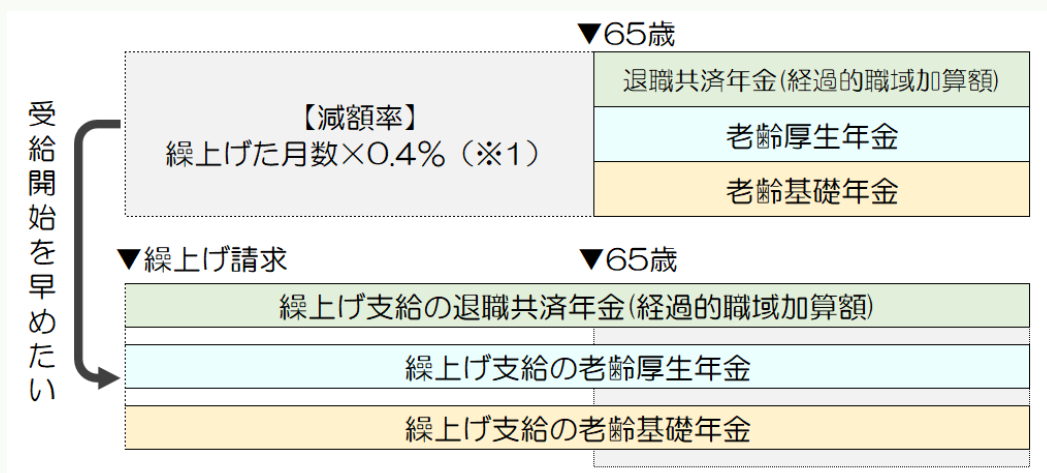 ▼65歳
退職共済年金(経過的職域加算額)
【減額率】
繰上げた月数×0.4%（※1）
老齢厚生年金
老齢基礎年金
受給開始を早めたい
▼繰上げ請求
▼65歳
繰上げ支給の退職共済年金(経過的職域加算額)
繰上げ支給の老齢厚生年金
繰上げ支給の老齢基礎年金